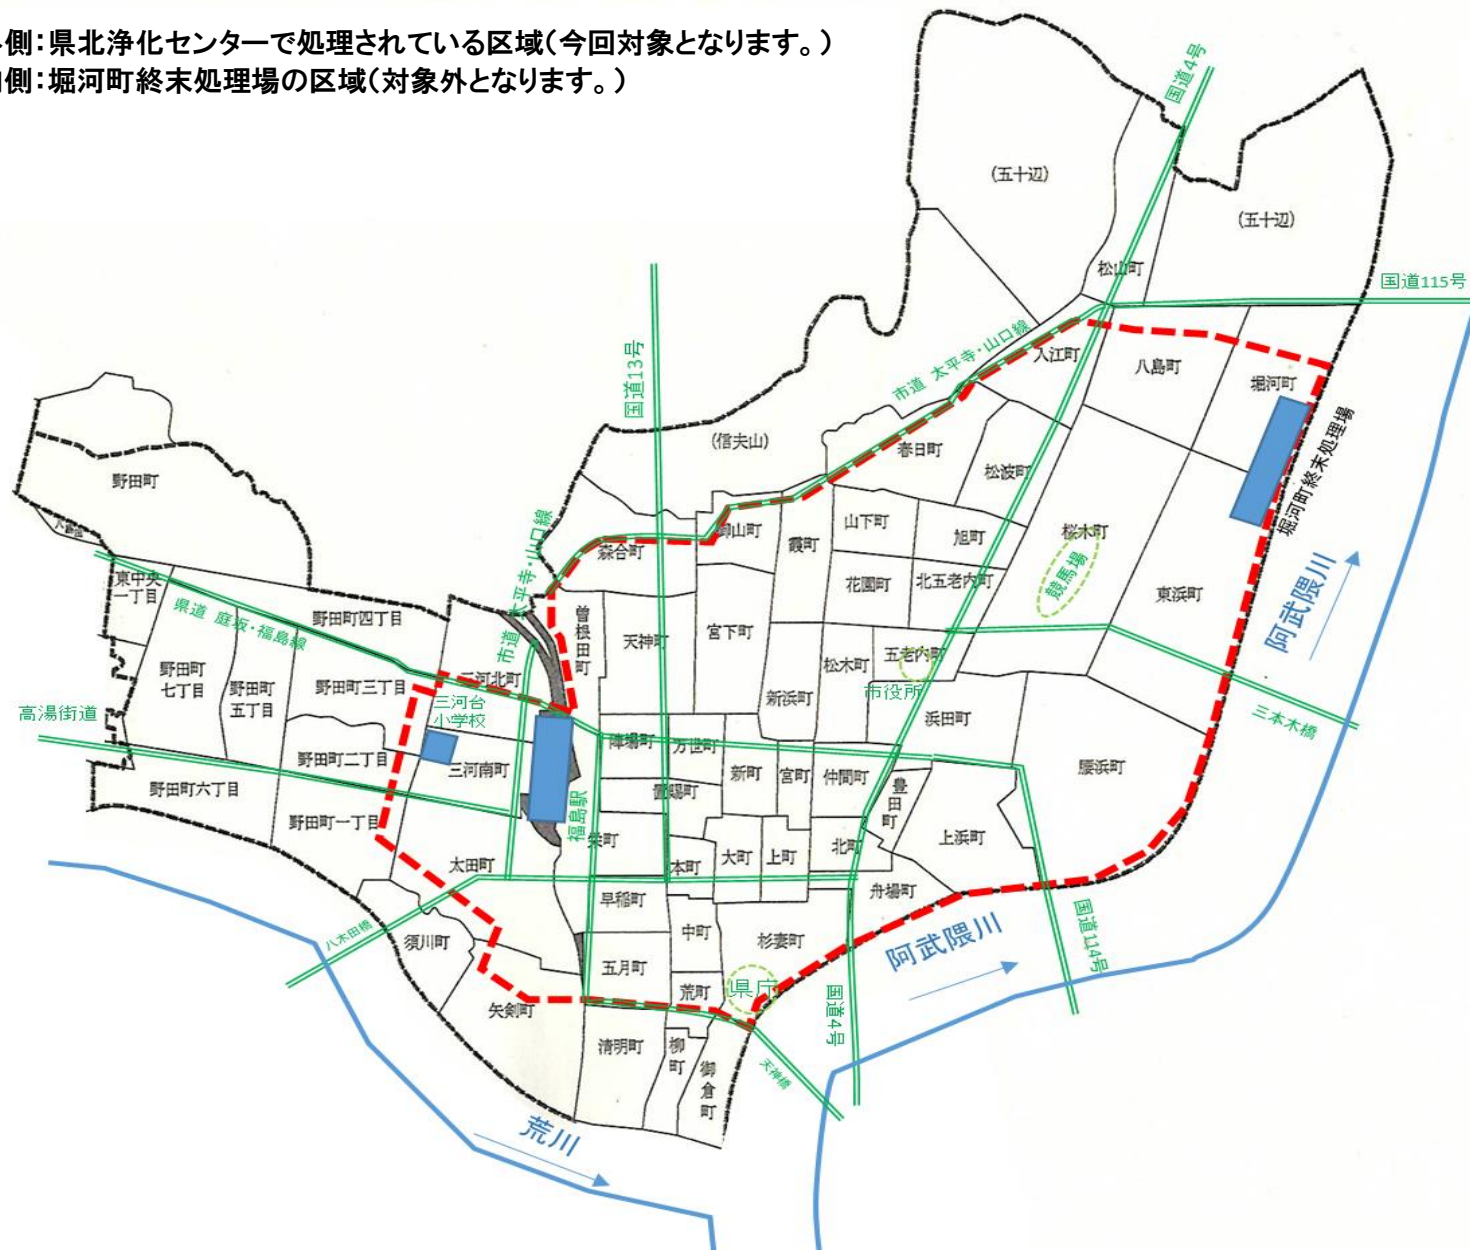 側：県北浄化センターで処理されている区域（今回対象となります。）
側：堀河町終末処理場の区域（対象外となります。）
国道4号
（五十辺）
（五十辺）
松山町
国道115号
市道 太平寺・山口線
入江町
八島町
堀河町
国道13号
（信夫山）
春日町
松波町
堀河町終末処理場
野田町
市道 太平寺・山口線
森合町
御山町
霞町
山下町
旭町
桜木町
競馬場
花園町
北五老内町
東浜町
阿武隈川
東中央
一丁目
県道 庭坂・福島線
野田町四丁目
曽根田町
天神町
宮下町
松木町
五老内町
市役所
野田町
七丁目
野田町
五丁目
野田町三丁目
三河北町
三河台
小学校
新浜町
浜田町
三本木橋
高湯街道
野田町二丁目
三河南町
陣場町
万世町
新町
宮町
仲間町
腰浜町
野田町六丁目
置賜町
豊田町
野田町一丁目
福島駅
栄町
本町
大町
上町
北町
上浜町
太田町
早稲町
舟場町
八木田橋
須川町
中町
杉妻町
阿武隈川
国道114号
五月町
荒町
県庁
国道4号
矢剣町
清明町
柳町
御倉町
天神橋
荒川